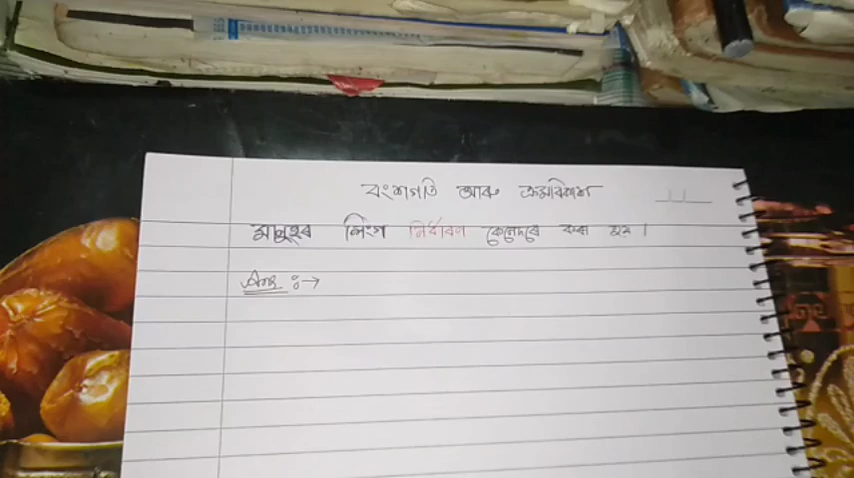 বংশগতি আৰু ক্ৰমবিকাশ
মানুহৰ লিংগ নিৰ্ধাৰণ কেনেদৰে কৰা হয় ।
Ans :→